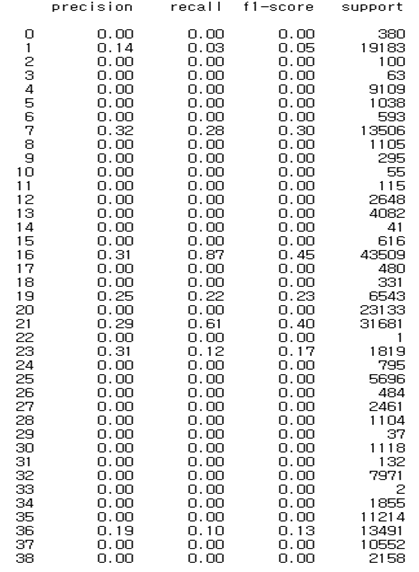 precision recall f1-score support
0 0.00 0.00 0.00 380
1 0.14 0.03 0.05 19183
2 0.00 0.00 0.00 100
3 0.00 0.00 0.00 63
4 0.00 0.00 0.00 9109
5 0.00 0.00 0.00 1038
6 0.00 0.00 0.00 593
7 0.32 0.28 0.30 13506
8 0.00 0.00 0.00 1105
9 0.00 0.00 0.00 295
10 0.00 0.00 0.00 55
11 0.00 0.00 0.00 115
12 0.00 0.00 0.00 2648
13 0.00 0.00 0.00 4082
14 0.00 0.00 0.00 41
15 0.00 0.00 0.00 616
16 0.31 0.87 0.45 43509
17 0.00 0.00 0.00 480
18 0.00 0.00 0.00 331
19 0.25 0.22 0.23 6543
20 0.00 0.00 0.00 23133
21 0.29 0.61 0.40 31681
22 0.00 0.00 0.00 1
23 0.31 0.12 0.17 1819
24 0.00 0.00 0.00 795
25 0.00 0.00 0.00 5696
26 0.00 0.00 0.00 484
27 0.00 0.00 0.00 2461
28 0.00 0.00 0.00 1104
29 0.00 0.00 0.00 37
30 0.00 0.00 0.00 1118
31 0.00 0.00 0.00 132
32 0.00 0.00 0.00 7971
33 0.00 0.00 0.00 2
34 0.00 0.00 0.00 1855
35 0.00 0.00 0.00 11214
36 0.19 0.10 0.13 13491
37 0.00 0.00 0.00 10552
38 0.00 0.00 0.00 2158